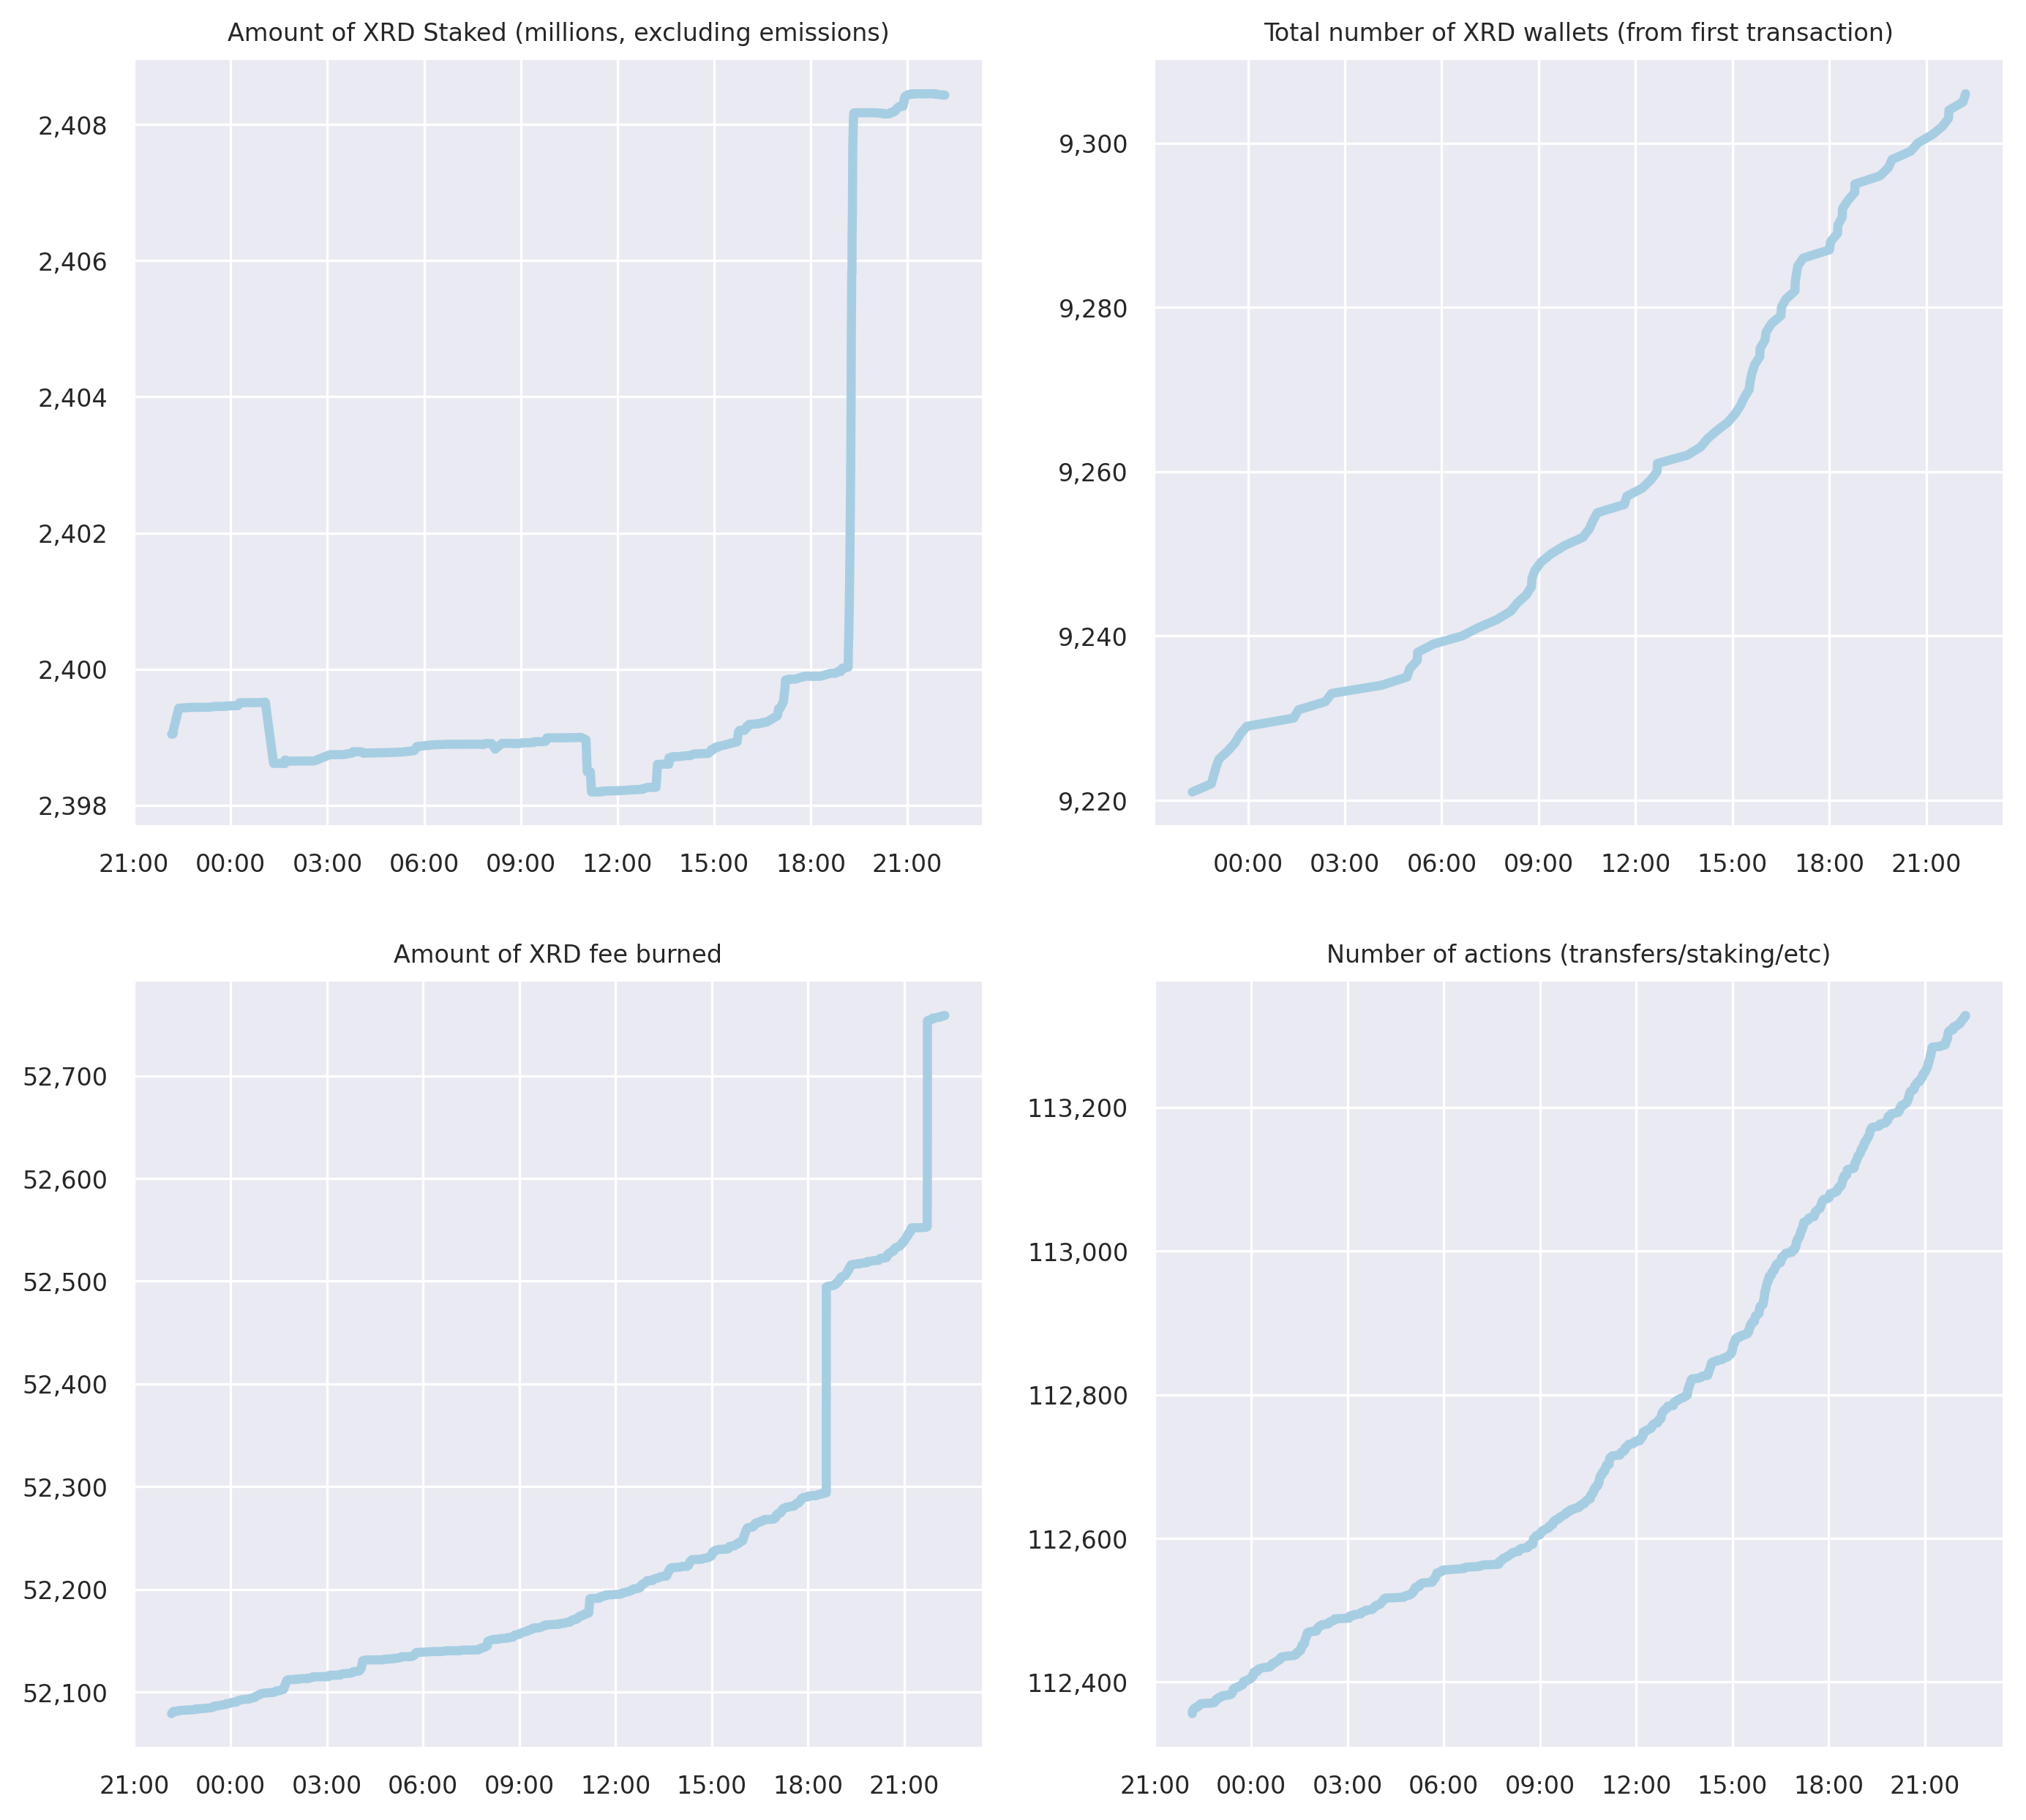 Amount of XRD Staked (millions, excluding emissions)
2,408
2,406
2,404
2,402
2,400
2,398
21:00 00:00 03:00 06:00 09:00 12:00 15:00 18:00 21:00
Total number of XRD wallets (from first transaction)
9,300
9,280
9,260
9,240
9,220
00:00 03:00 06:00 09:00 12:00 15:00 18:00 21:00
Amount of XRD fee burned
52,700
52,600
52,500
52,400
52,300
52,200
52,100
21:00 00:00 03:00 06:00 09:00 12:00 15:00 18:00 21:00
Number of actions (transfers/staking/etc)
113,200
113,000
112,800
112,600
112,400
21:00 00:00 03:00 06:00 09:00 12:00 15:00 18:00 21:00